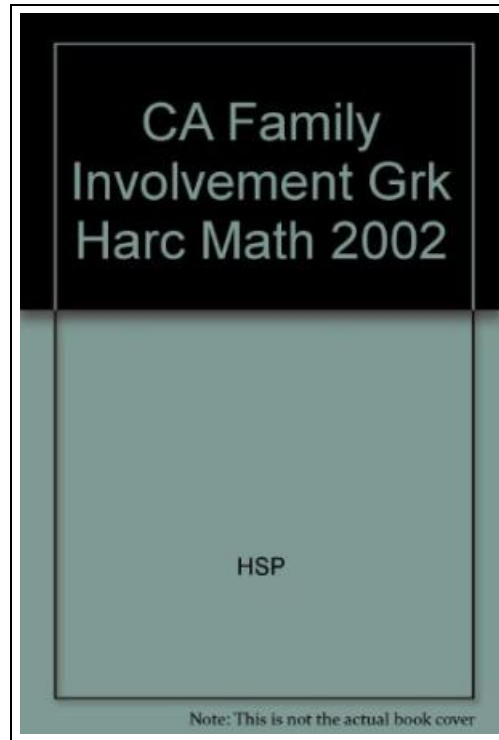 CA Family
Involvement Grk
Harc Math 2002
HSP
Note: This is not the actual book cover